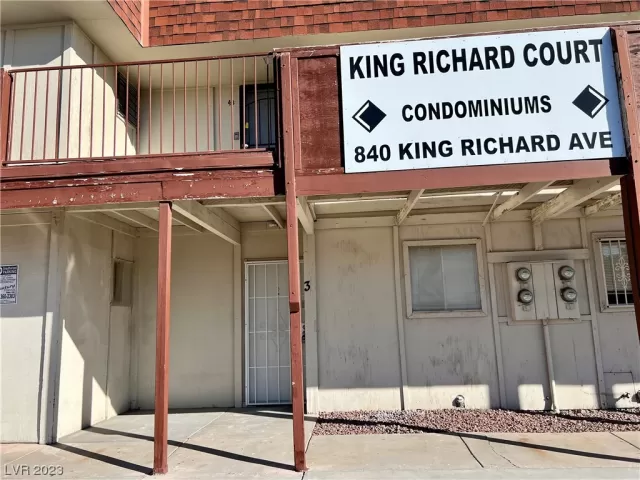 KING RICHARD COURT
CONDOMINIUMS
840 KING RICHARD AVE
3
LVR 2023